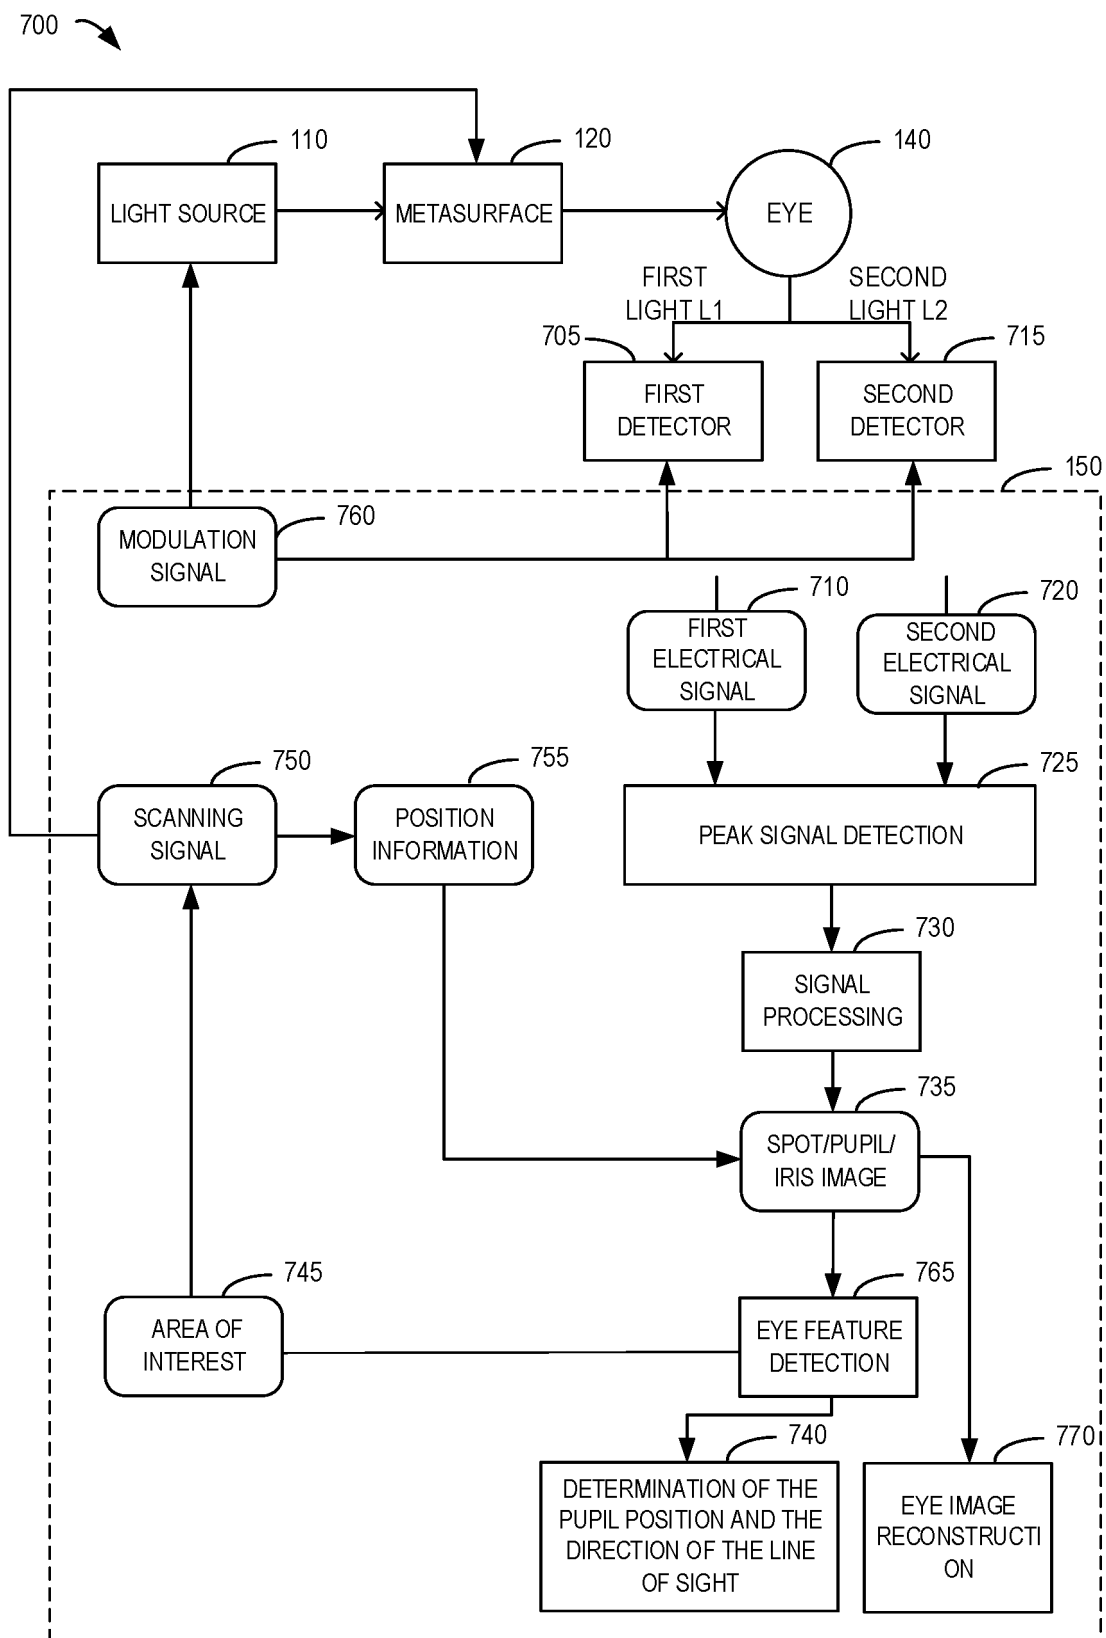 700
110
120
140
LIGHT SOURCE
METASURFACE
EYE
FIRST
LIGHT L1
SECOND
LIGHT L2
705
715
FIRST
DETECTOR
SECOND
DETECTOR
150
760
MODULATION
SIGNAL
710
720
FIRST
ELECTRICAL
SIGNAL
SECOND
ELECTRICAL
SIGNAL
750
755
725
SCANNING
SIGNAL
POSITION
INFORMATION
PEAK SIGNAL DETECTION
730
SIGNAL
PROCESSING
735
SPOT/PUPIL/
IRIS IMAGE
745
765
AREA OF
INTEREST
EYE FEATURE
DETECTION
740
770
DETERMINATION OF THE
PUPIL POSITION AND THE
DIRECTION OF THE LINE
OF SIGHT
EYE IMAGE
RECONSTRUCTI
ON